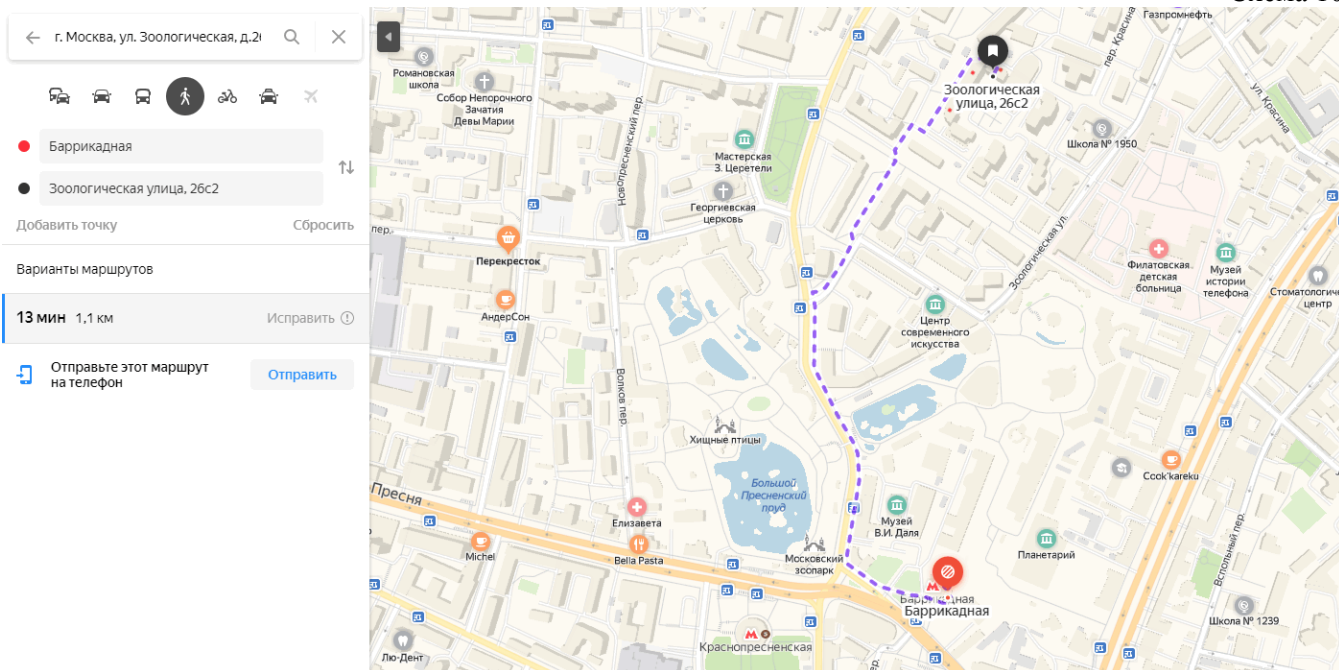 г. Москва, ул. Зоологическая, д.2
Баррикадная
Зоологическая улица, 26с2
Добавить точку
Сбросить
Варианты маршрутов
13 мин 1,1 км
Исправить
Отправьте этот маршрут
на телефон
Отправить
Газпромнефть
пер. Красина
Романовская
школа
Собор Непорочного
Зачатия
Девы Марии
Новопресненский пер.
Мастерская
З. Церетели
Георгиевская
церковь
Зоологическая
улица, 26с2
Школа № 1950
ул. Красина
пер.
Перекресток
АндерСон
Зоологическая ул.
Филатовская
детская
больница
Музей
истории
телефона
Центр
современного
искусства
Волков пер.
Хищные птицы
Большой
Пресненский
пруд
Cook'kareku
Пресня
Елизавета
Michel
Bella Pasta
Московский
зоопарк
Музей
В.И. Даля
Планетарий
Вспольный пер.
Баррикадная
Школа № 1239
Краснопресненская
Лю-Дент